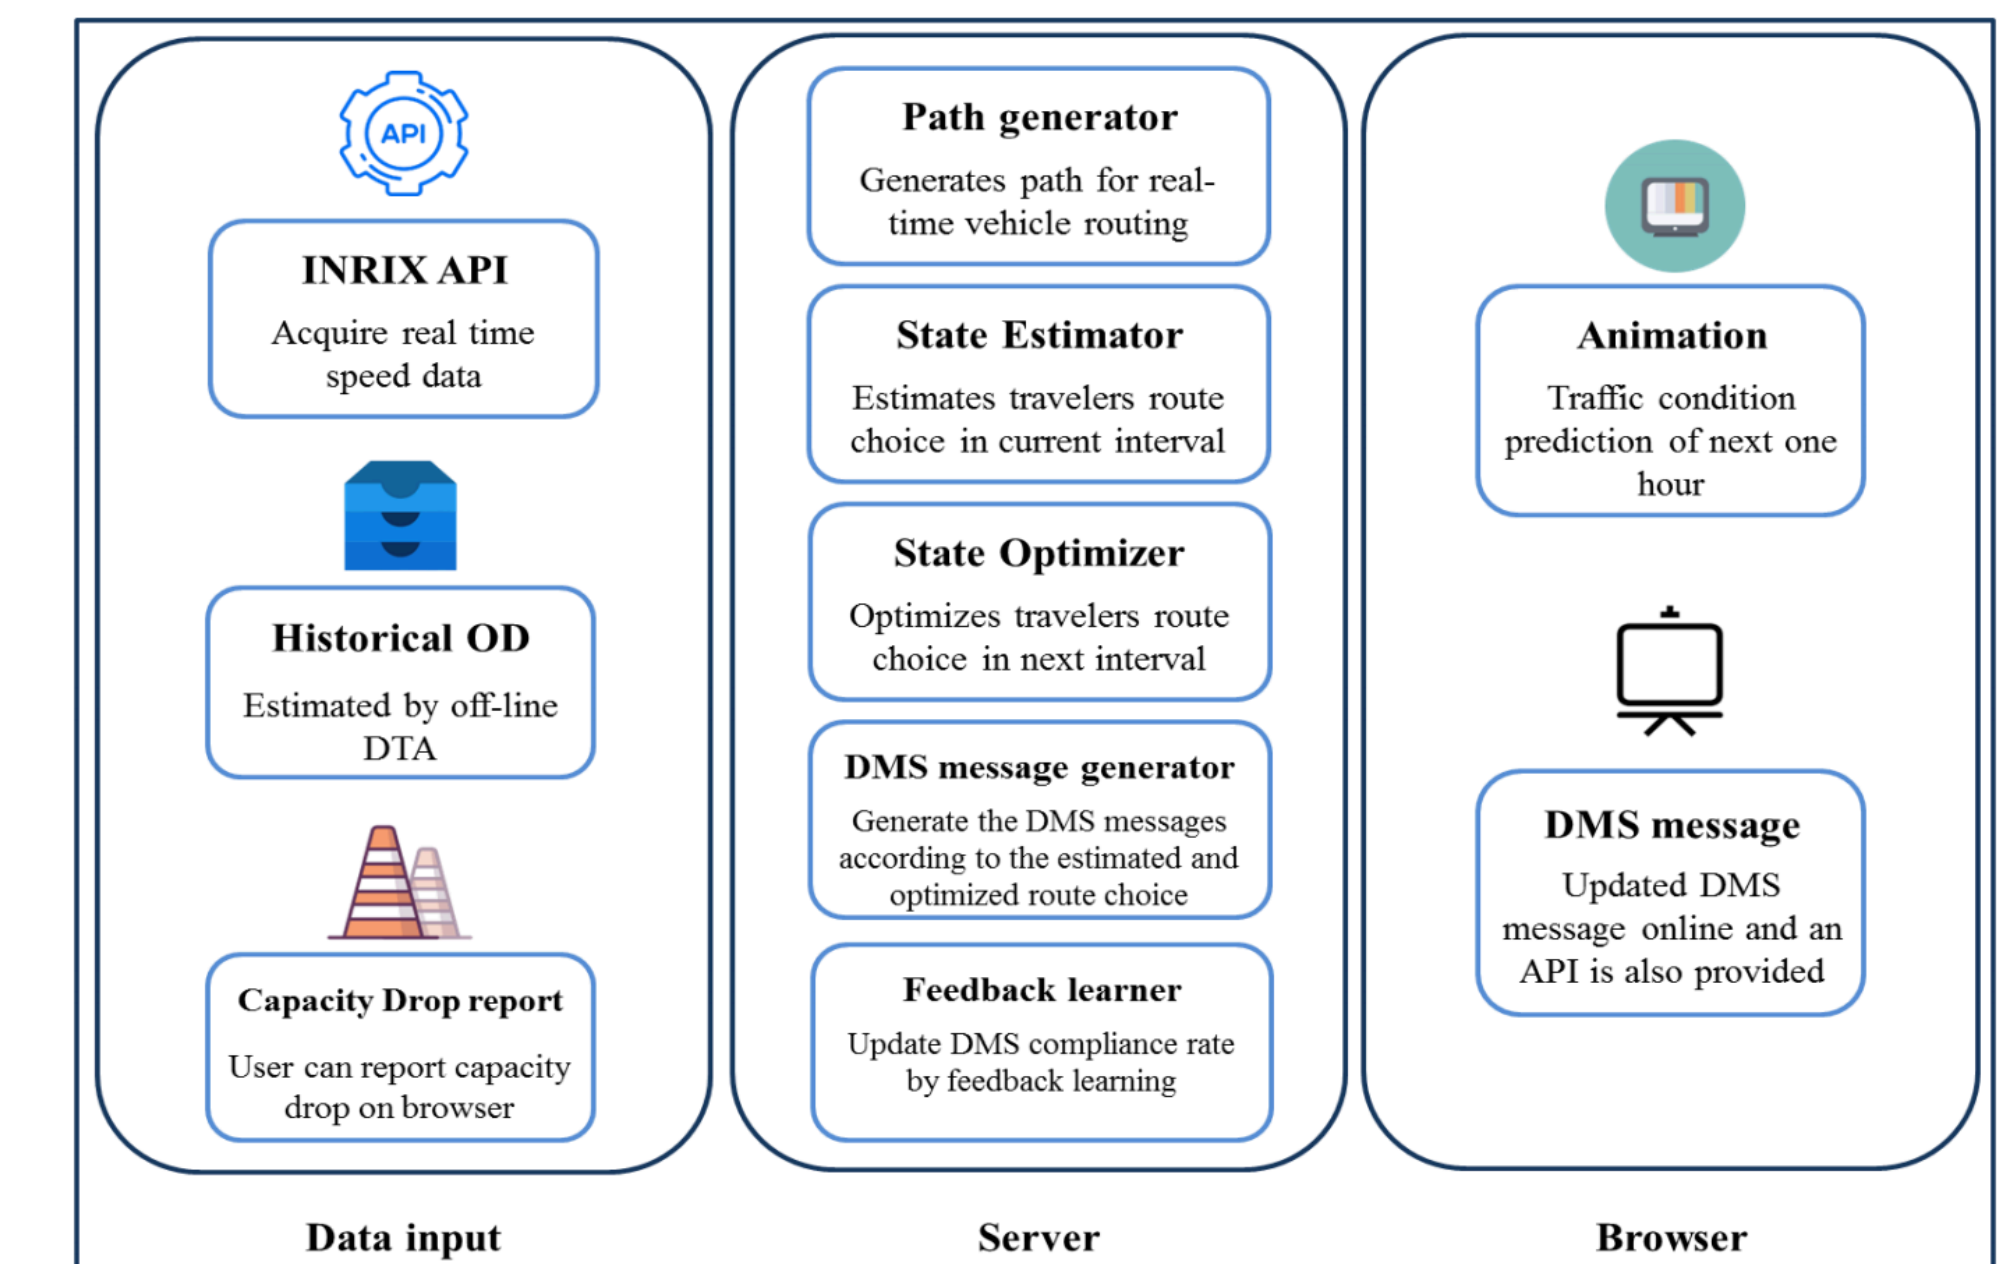 API
INRIX API
Acquire real time
speed data
Historical OD
Estimated by off-line
DTA
Capacity Drop report
User can report capacity
drop on browser
Data input
Path generator
Generates path for real-
time vehicle routing
State Estimator
Estimates travelers route
choice in current interval
State Optimizer
Optimizes travelers route
choice in next interval
DMS message generator
Generate the DMS messages
according to the estimated and
optimized route choice
Feedback learner
Update DMS compliance rate
by feedback learning
Server
Animation
Traffic condition
prediction of next one
hour
DMS message
Updated DMS
message online and an
API is also provided
Browser